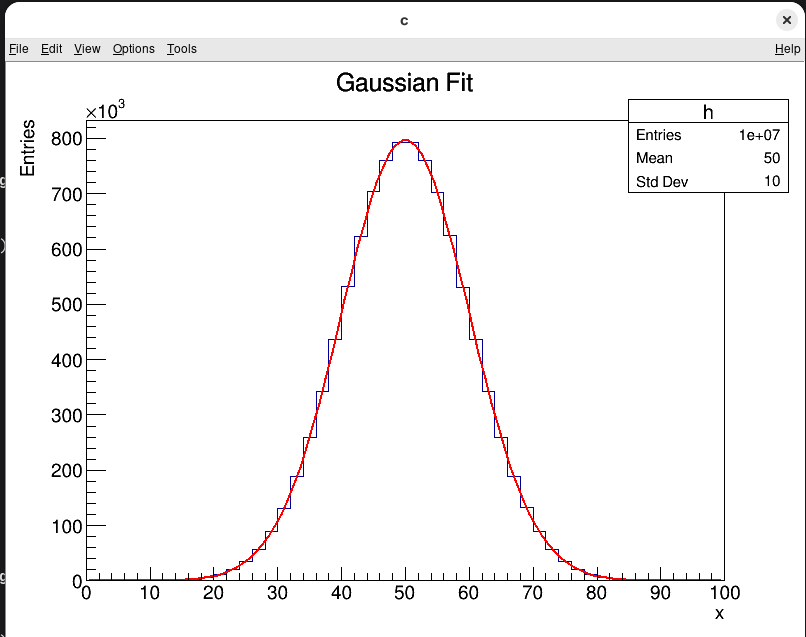 c
File Edit View Options Tools Help
Gaussian Fit
×10³
h
Entries 1e+07
Mean 50
Std Dev 10
Entries
800
700
600
500
400
300
200
100
0
0 10 20 30 40 50 60 70 80 90 100
x